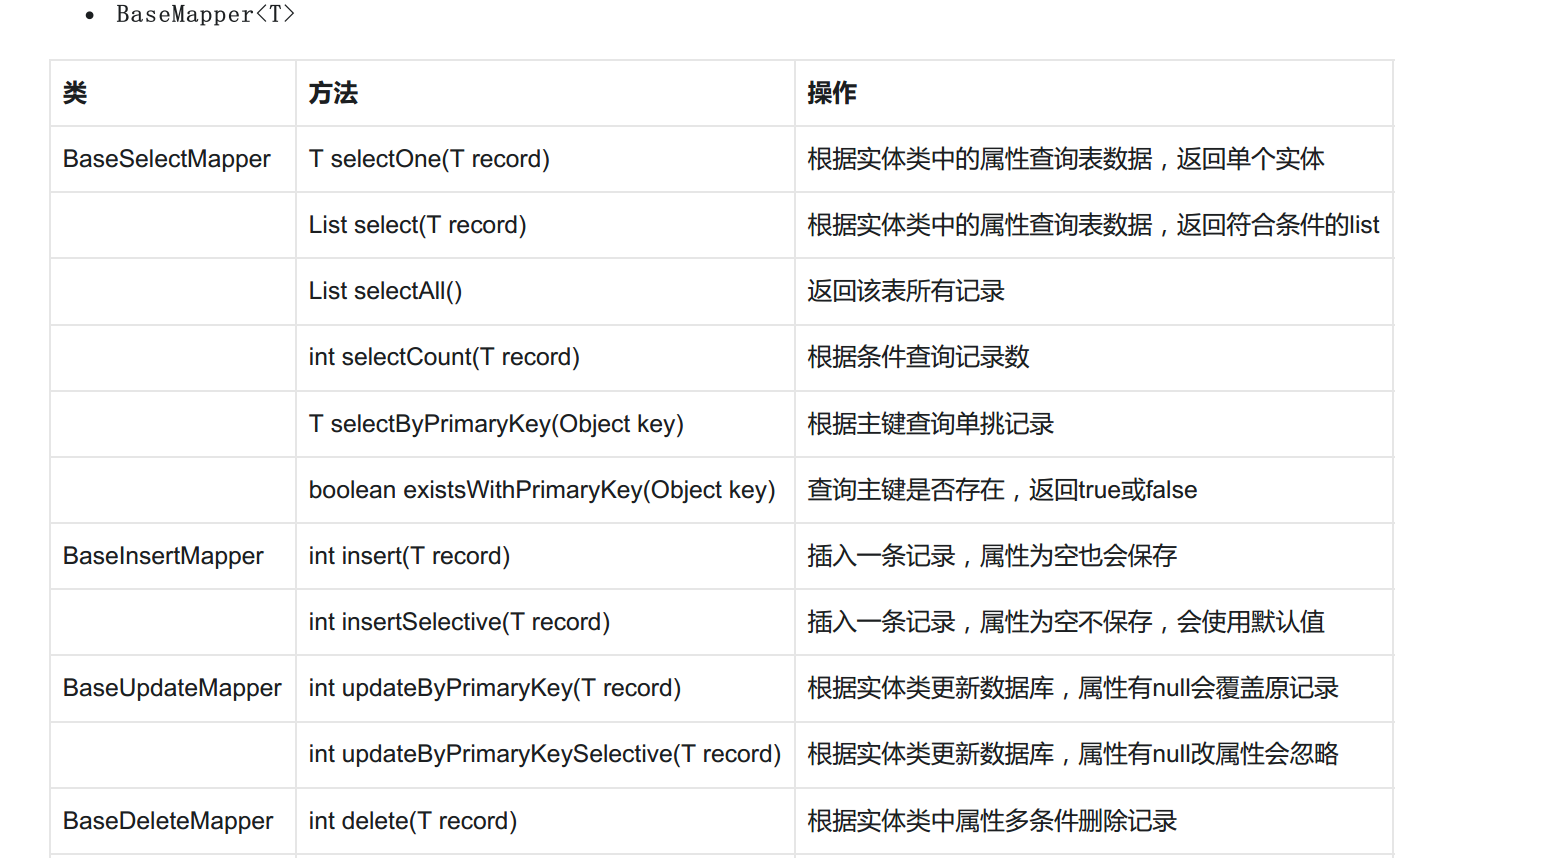 • BaseMapper<T>
类 方法 操作
BaseSelectMapper T selectOne(T record) 根据实体类中的属性查询表数据，返回单个实体
List select(T record) 根据实体类中的属性查询表数据，返回符合条件的list
List selectAll() 返回该表所有记录
int selectCount(T record) 根据条件查询记录数
T selectByPrimaryKey(Object key) 根据主键查询单挑记录
boolean existsWithPrimaryKey(Object key) 查询主键是否存在，返回true或false
BaseInsertMapper int insert(T record) 插入一条记录，属性为空也会保存
int insertSelective(T record) 插入一条记录，属性为空不保存，会使用默认值
BaseUpdateMapper int updateByPrimaryKey(T record) 根据实体类更新数据库，属性有null会覆盖原记录
int updateByPrimaryKeySelective(T record) 根据实体类更新数据库，属性有null改属性会忽略
BaseDeleteMapper int delete(T record) 根据实体类中属性多条件删除记录